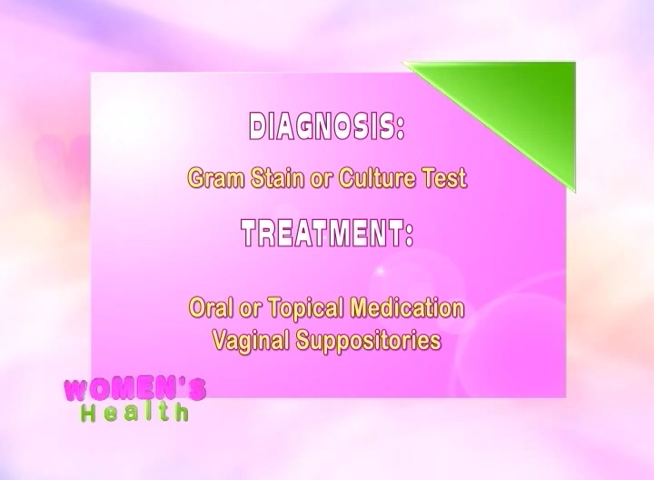 DIAGNOSIS:
Gram Stain or Culture Test
TREATMENT:
Oral or Topical Medication
Vaginal Suppositories
WOMEN'S
Health